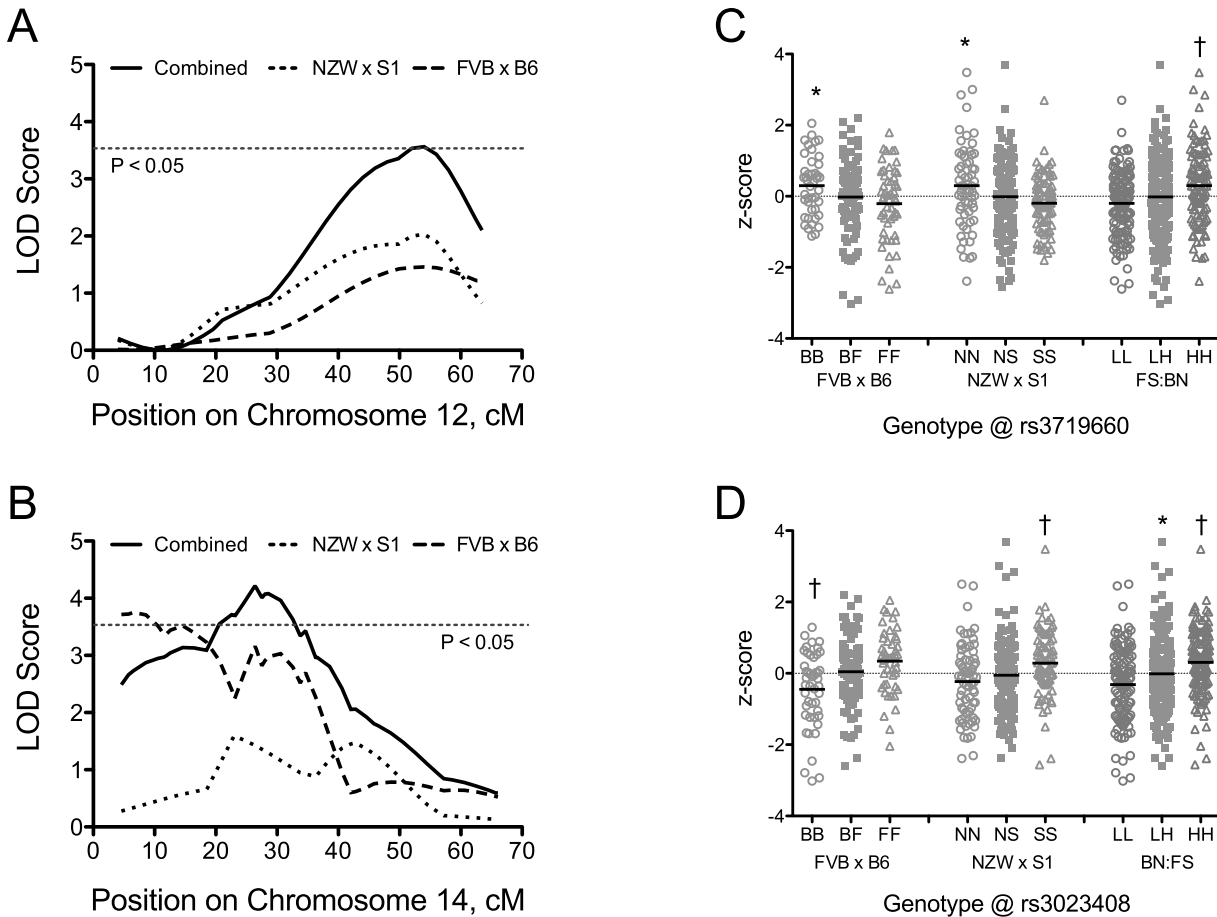 A
Combined NZW x S1 FVB x B6
5
4
3
2
1
0
P < 0.05
LOD Score
0 10 20 30 40 50 60 70
Position on Chromosome 12, cM
B
Combined NZW x S1 FVB x B6
5
4
3
2
1
0
P < 0.05
LOD Score
0 10 20 30 40 50 60 70
Position on Chromosome 14, cM
C
* * †
4
2
0
-2
-4
z-score
BB BF FF NN NS SS LL LH HH
FVB x B6 NZW x S1 FS:BN
Genotype @ rs3719660
D
† † * †
4
2
0
-2
-4
z-score
BB BF FF NN NS SS LL LH HH
FVB x B6 NZW x S1 BN:FS
Genotype @ rs3023408